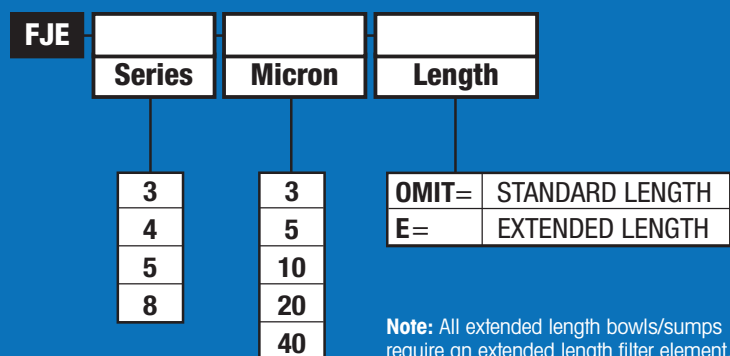 FJE
Series Micron Length
3 3 OMIT= STANDARD LENGTH
4 5 E= EXTENDED LENGTH
5 10
8 20
40
Note: All extended length bowls/sumps
require an extended length filter element